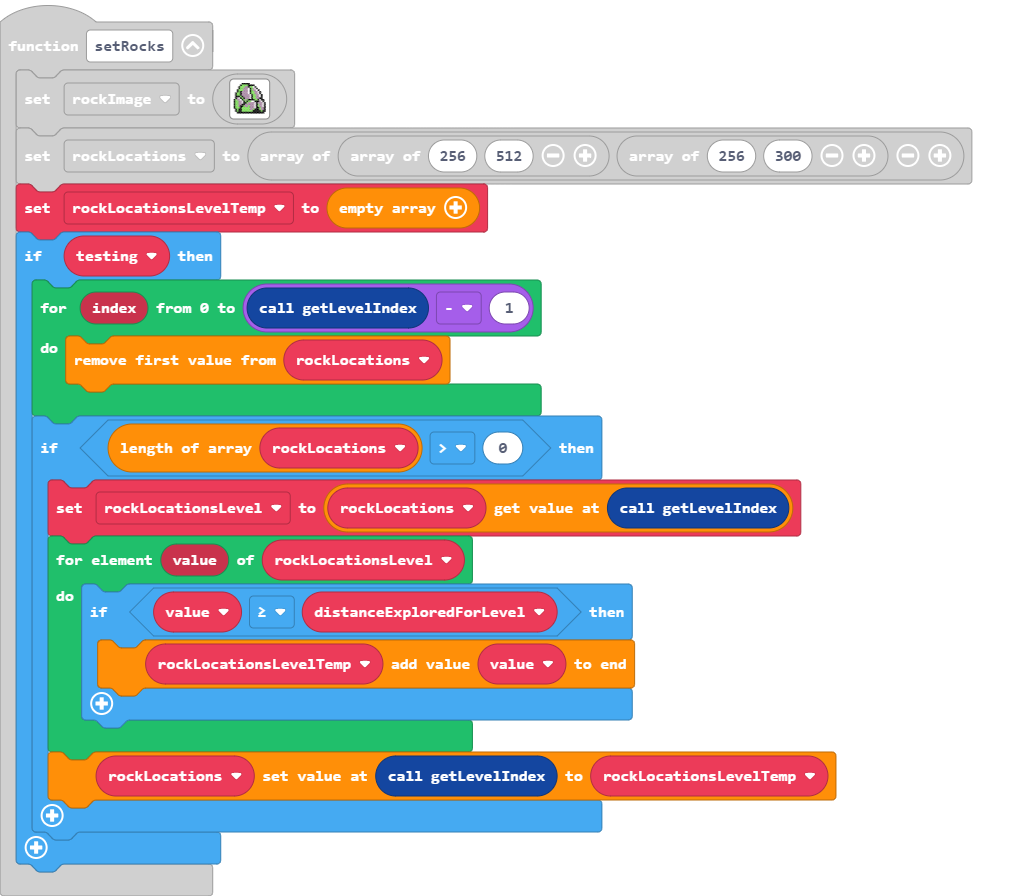 function setRocks
set rockImage to
set rockLocations to array of array of 256 512 array of 256 300
set rockLocationsLevelTemp to empty array
if testing then
for index from 0 to call getLevelIndex - 1
do
remove first value from rockLocations
if length of array rockLocations > 0 then
set rockLocationsLevel to rockLocations get value at call getLevelIndex
for element value of rockLocationsLevel
do
if value ≥ distanceExploredForLevel then
rockLocationsLevelTemp add value value to end
rockLocations set value at call getLevelIndex to rockLocationsLevelTemp